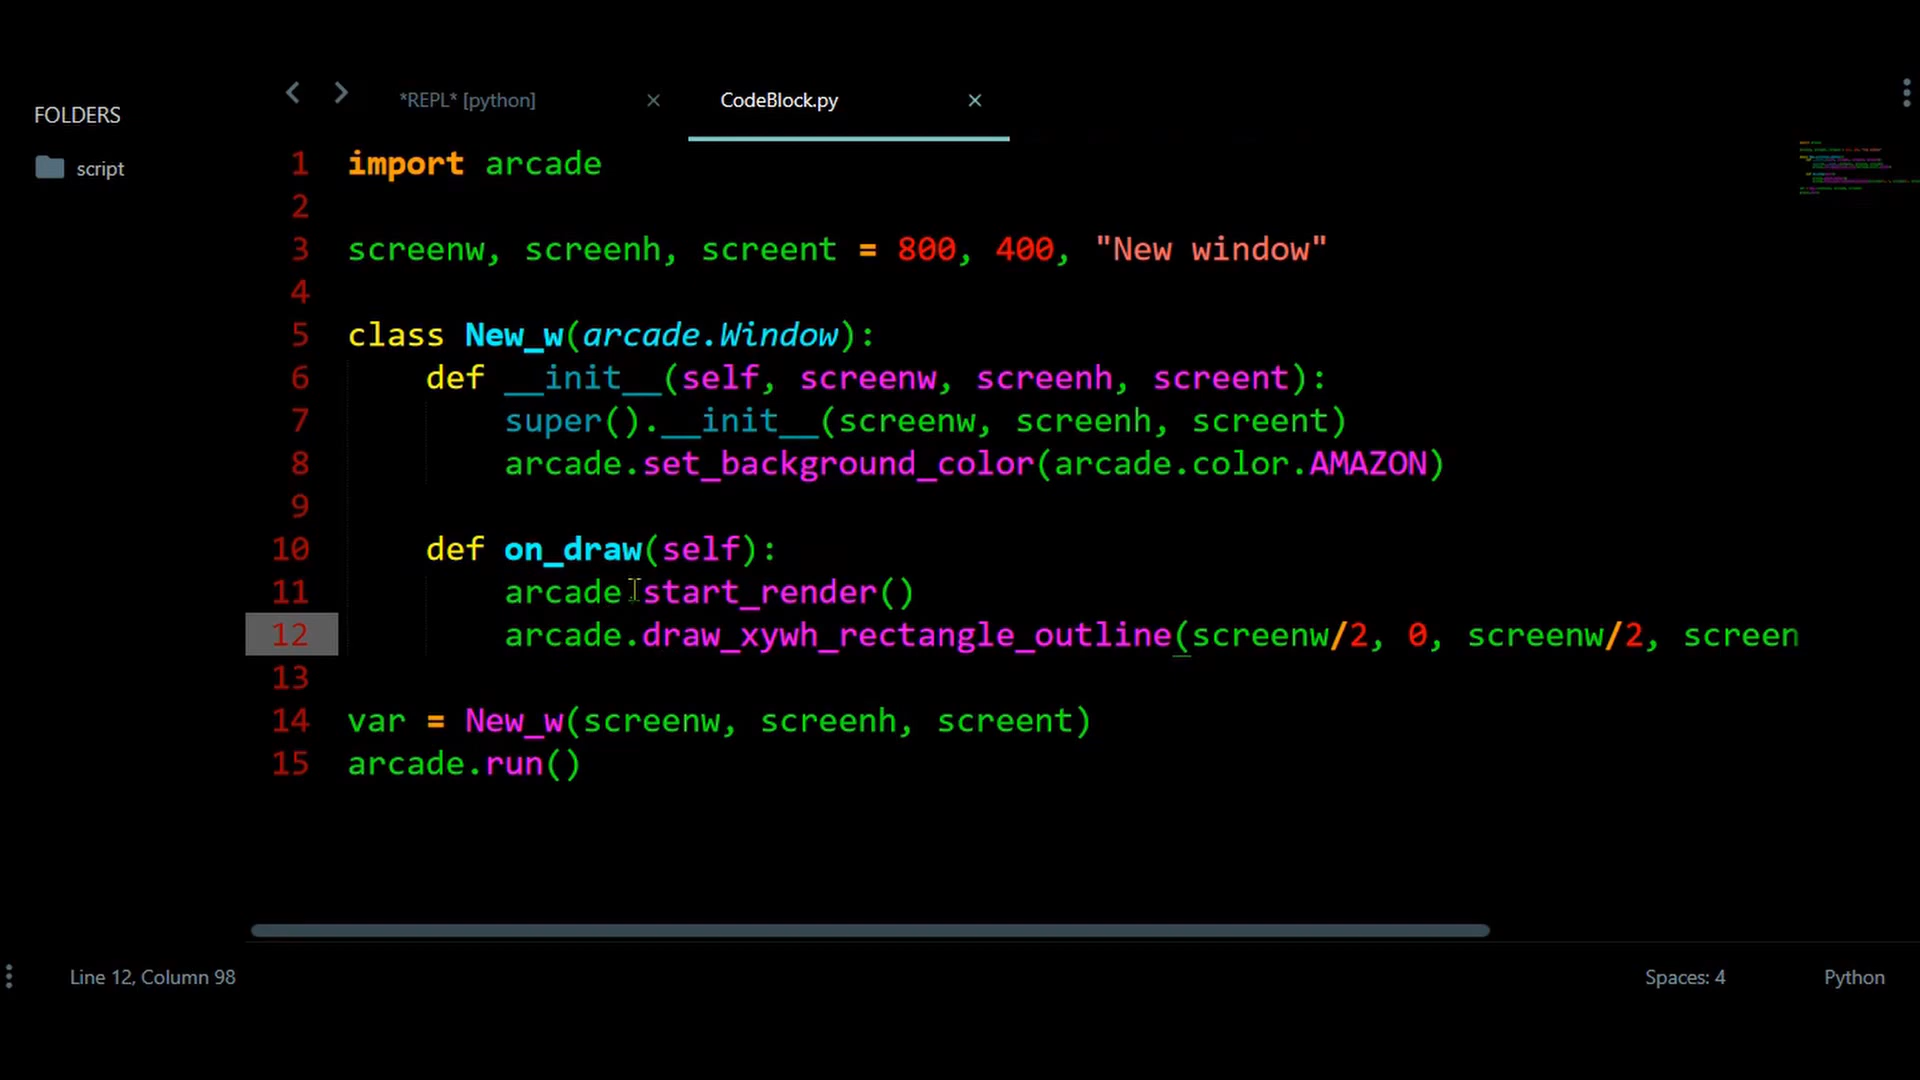 FOLDERS
script
*REPL* [python]
CodeBlock.py
1 import arcade
2
3 screenw, screenh, screent = 800, 400, "New window"
4
5 class New_w(arcade.Window):
6 def __init__(self, screenw, screenh, screent):
7 super().__init__(screenw, screenh, screent)
8 arcade.set_background_color(arcade.color.AMAZON)
9
10 def on_draw(self):
11 arcade.start_render()
12 arcade.draw_xywh_rectangle_outline(screenw/2, 0, screenw/2, screen
13
14 var = New_w(screenw, screenh, screent)
15 arcade.run()
Line 12, Column 98
Spaces: 4
Python